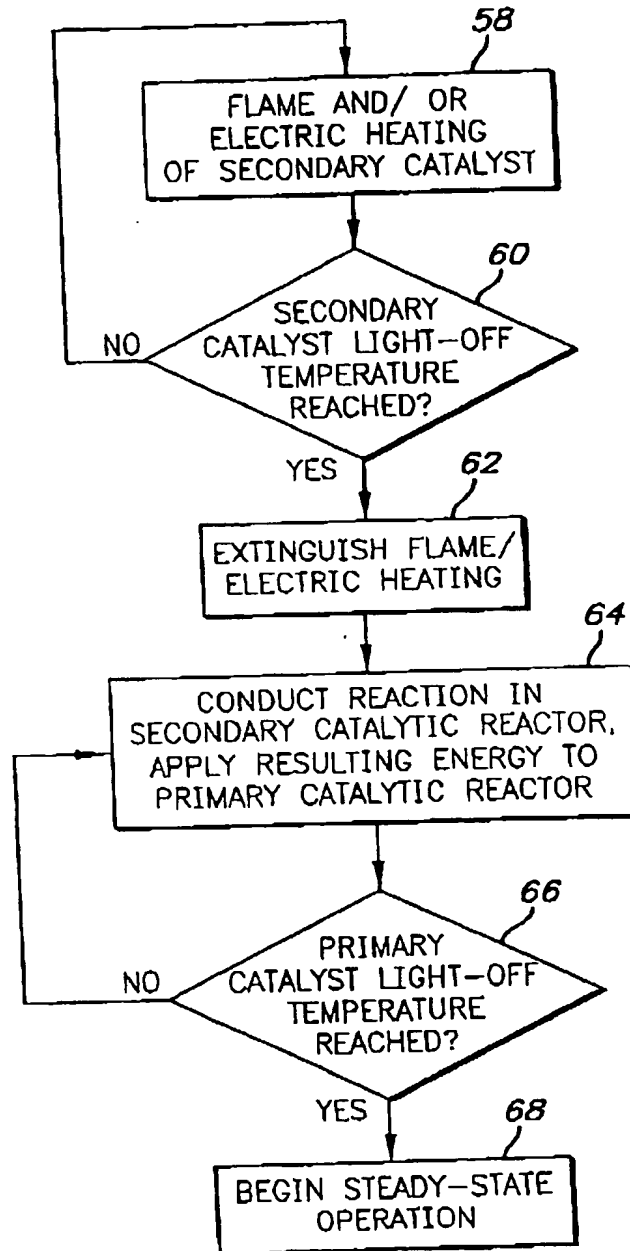 58
FLAME AND/ OR
ELECTRIC HEATING
OF SECONDARY CATALYST
60
SECONDARY
CATALYST LIGHT-OFF
TEMPERATURE
REACHED?
NO
YES
62
EXTINGUISH FLAME/
ELECTRIC HEATING
64
CONDUCT REACTION IN
SECONDARY CATALYTIC REACTOR,
APPLY RESULTING ENERGY TO
PRIMARY CATALYTIC REACTOR
66
PRIMARY
CATALYST LIGHT-OFF
TEMPERATURE
REACHED?
NO
YES
68
BEGIN STEADY-STATE
OPERATION